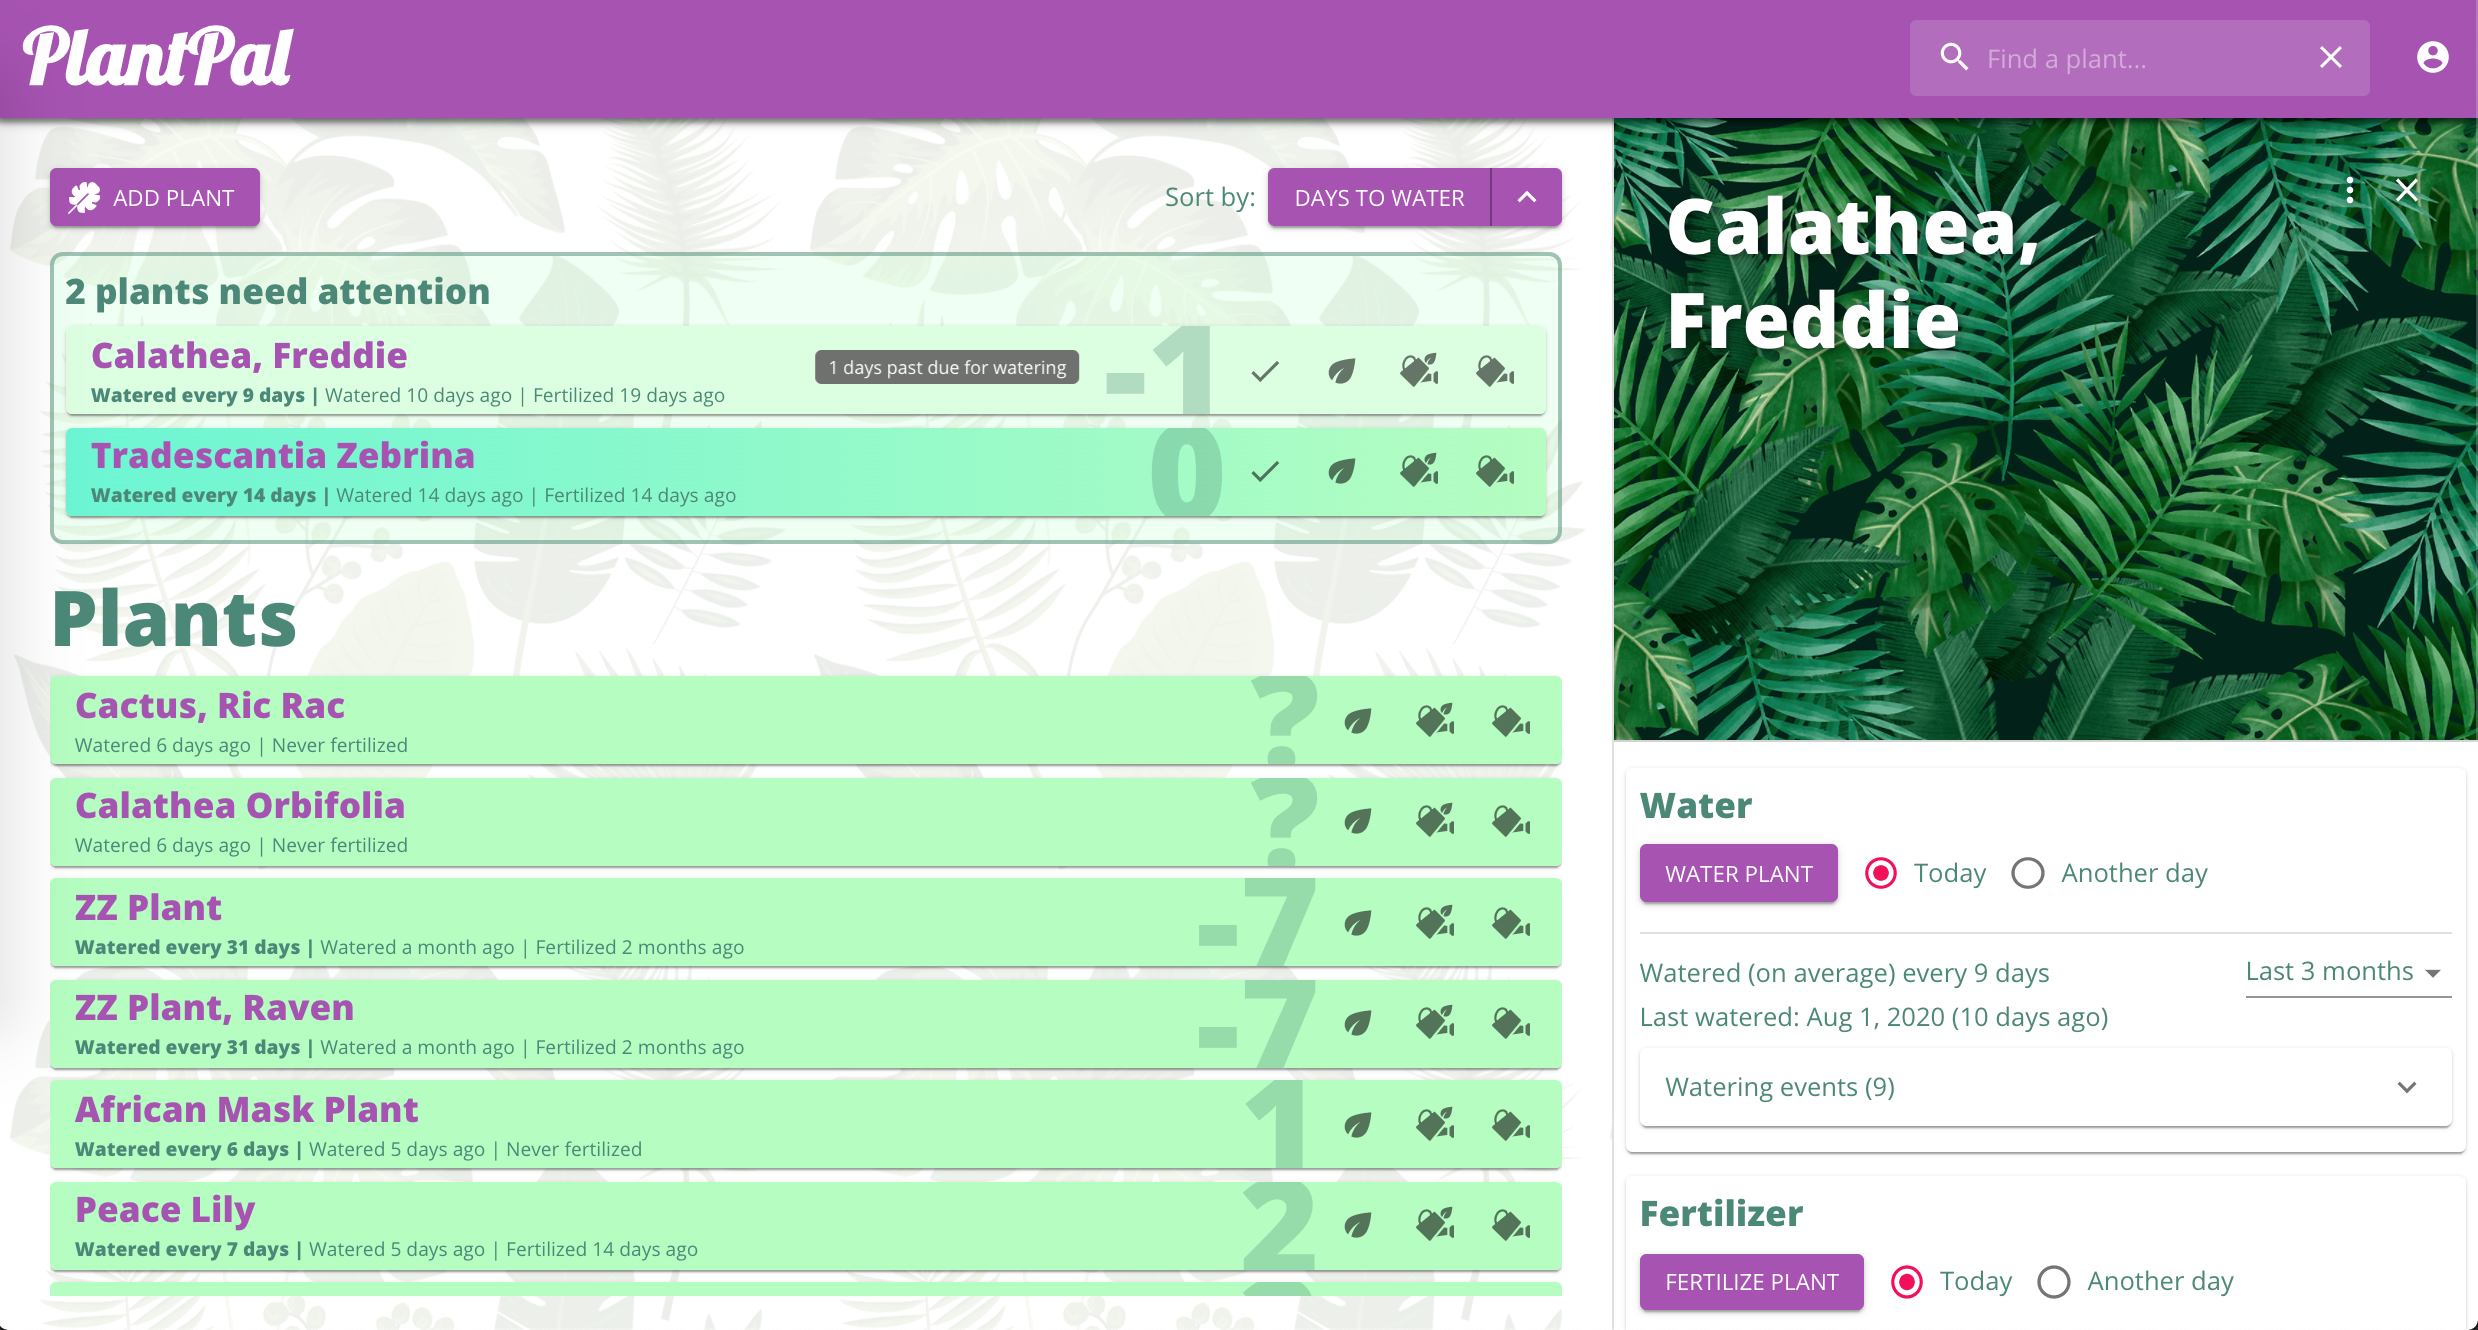 PlantPal
Find a plant...
ADD PLANT
Sort by:
DAYS TO WATER
2 plants need attention
Calathea, Freddie
Watered every 9 days | Watered 10 days ago | Fertilized 19 days ago
1 days past due for watering
-1
Tradescantia Zebrina
Watered every 14 days | Watered 14 days ago | Fertilized 14 days ago
0
Plants
Cactus, Ric Rac
Watered 6 days ago | Never fertilized
?
Calathea Orbifolia
Watered 6 days ago | Never fertilized
?
ZZ Plant
Watered every 31 days | Watered a month ago | Fertilized 2 months ago
-7
ZZ Plant, Raven
Watered every 31 days | Watered a month ago | Fertilized 2 months ago
-7
African Mask Plant
Watered every 6 days | Watered 5 days ago | Never fertilized
1
Peace Lily
Watered every 7 days | Watered 5 days ago | Fertilized 14 days ago
2
Calathea,
Freddie
Water
WATER PLANT
Today
Another day
Watered (on average) every 9 days
Last 3 months
Last watered: Aug 1, 2020 (10 days ago)
Watering events (9)
Fertilizer
FERTILIZE PLANT
Today
Another day